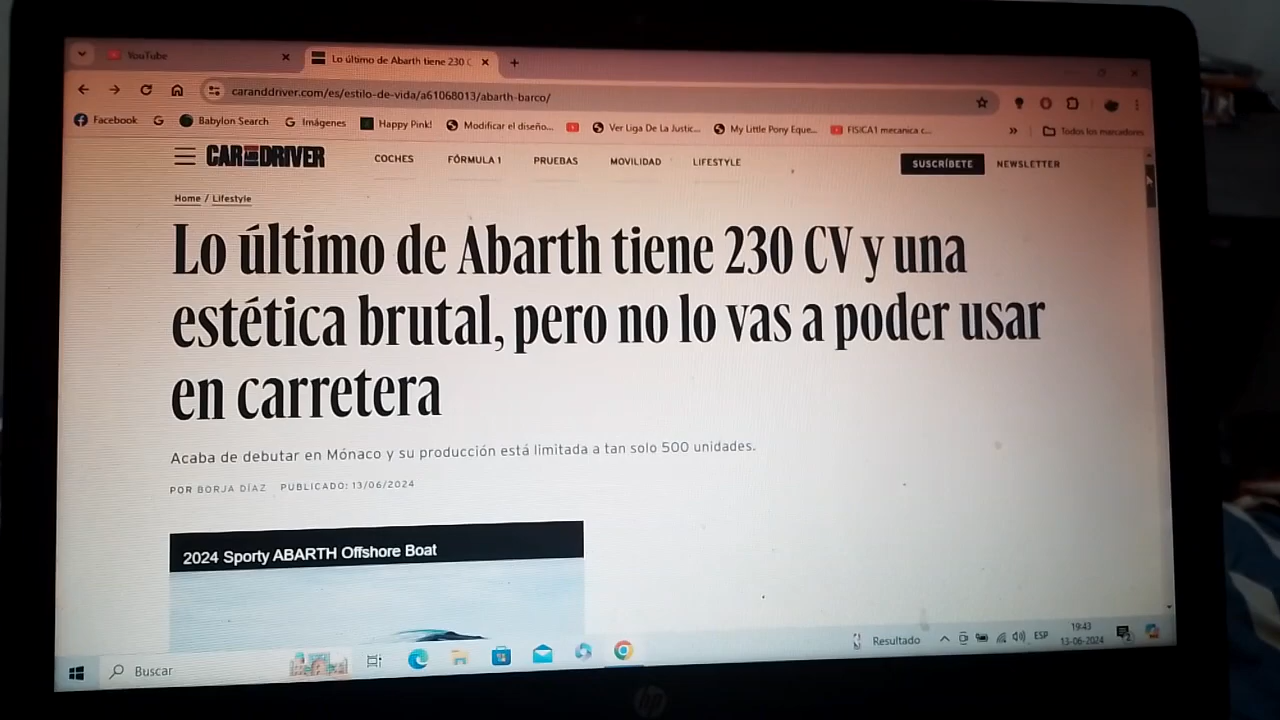 YouTube
Lo último de Abarth tiene 230 C
caranddriver.com/es/estilo-de-vida/a61068013/abarth-barco/
Facebook G Babylon Search Imágenes Happy Pink! Modificar el diseño... Ver Liga De La Justic... My Little Pony Eque... FISICA1 mecanica c... » Todos los marcadores
CAR AND DRIVER COCHES FÓRMULA 1 PRUEBAS MOVILIDAD LIFESTYLE SUSCRÍBETE NEWSLETTER
Home / Lifestyle
Lo último de Abarth tiene 230 CV y una
estética brutal, pero no lo vas a poder usar
en carretera
Acaba de debutar en Mónaco y su producción está limitada a tan solo 500 unidades.
POR BORJA DÍAZ PUBLICADO: 13/06/2024
2024 Sporty ABARTH Offshore Boat
Buscar
Resultado
ESP
19:43
13-06-2024
2
hp